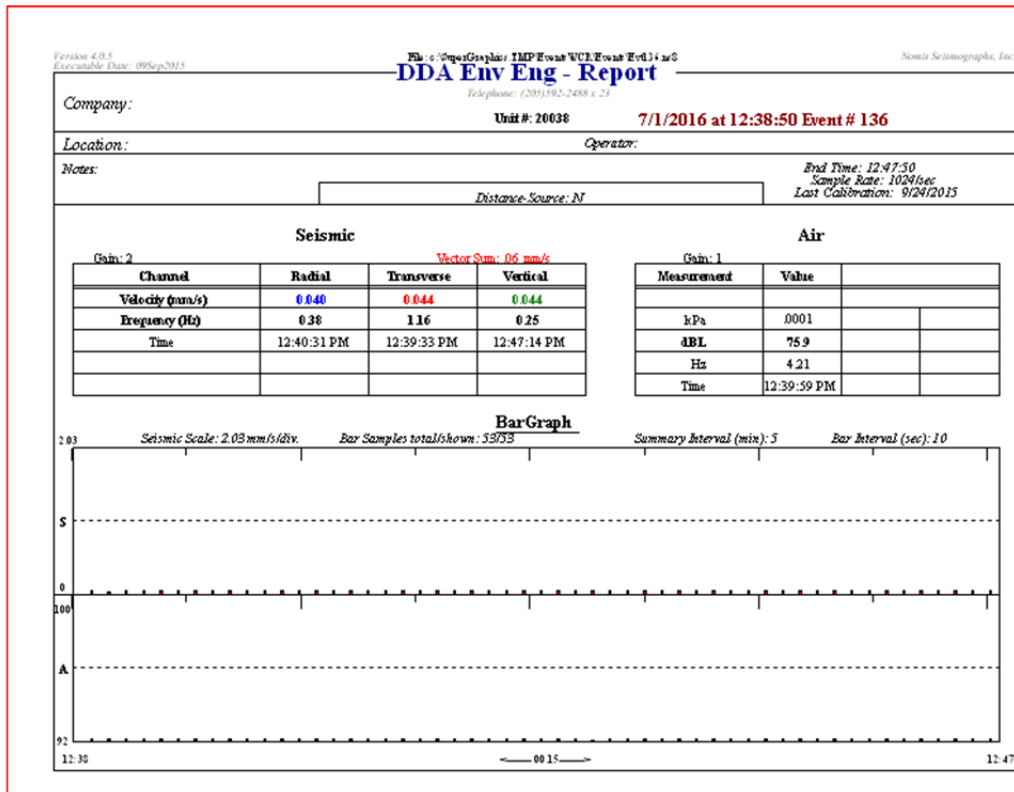 Version 4.0.5
Executable Date: 09Sep2015
Nomis Seismographs, Inc.
DDA Env Eng - Report
Telephone: (205)592-2488 x 23
Company:
Unit #: 20038 7/1/2016 at 12:38:50 Event # 136
Location: Operator:
Notes:
End Time: 12:47:50
Sample Rate: 1024/sec
Last Calibration: 9/24/2015
Distance-Source: N
Seismic
Gain: 2 Vector Sum: .06 mm/s
Channel Radial Transverse Vertical
Velocity (mm/s) 0.040 0.044 0.044
Frequency (Hz) 0.38 1.16 0.25
Time 12:40:31 PM 12:39:33 PM 12:47:14 PM
Air
Gain: 1
Measurement Value
kPa .0001
dBL 75.9
Hz 4.21
Time 12:39:59 PM
BarGraph
Seismic Scale: 2.03 mm/s/div. Bar Samples total/shown: 53/53 Summary Interval (min): 5 Bar Interval (sec): 10
2.03
S
0
100
A
92
12:38 00:15 12:47